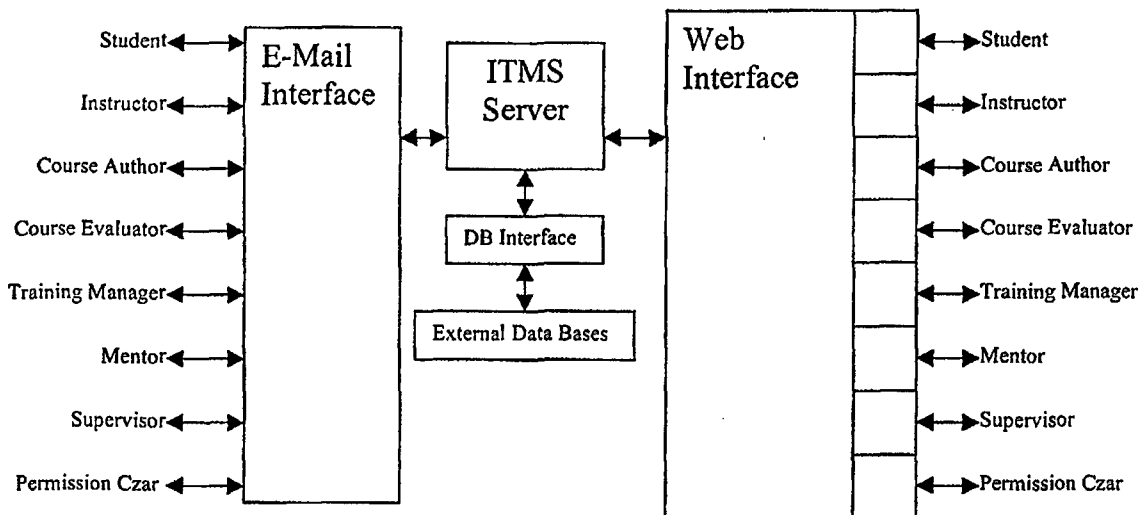 Student
Instructor
Course Author
Course Evaluator
Training Manager
Mentor
Supervisor
Permission Czar
E-Mail
Interface
ITMS
Server
DB Interface
External Data Bases
Web
Interface
Student
Instructor
Course Author
Course Evaluator
Training Manager
Mentor
Supervisor
Permission Czar